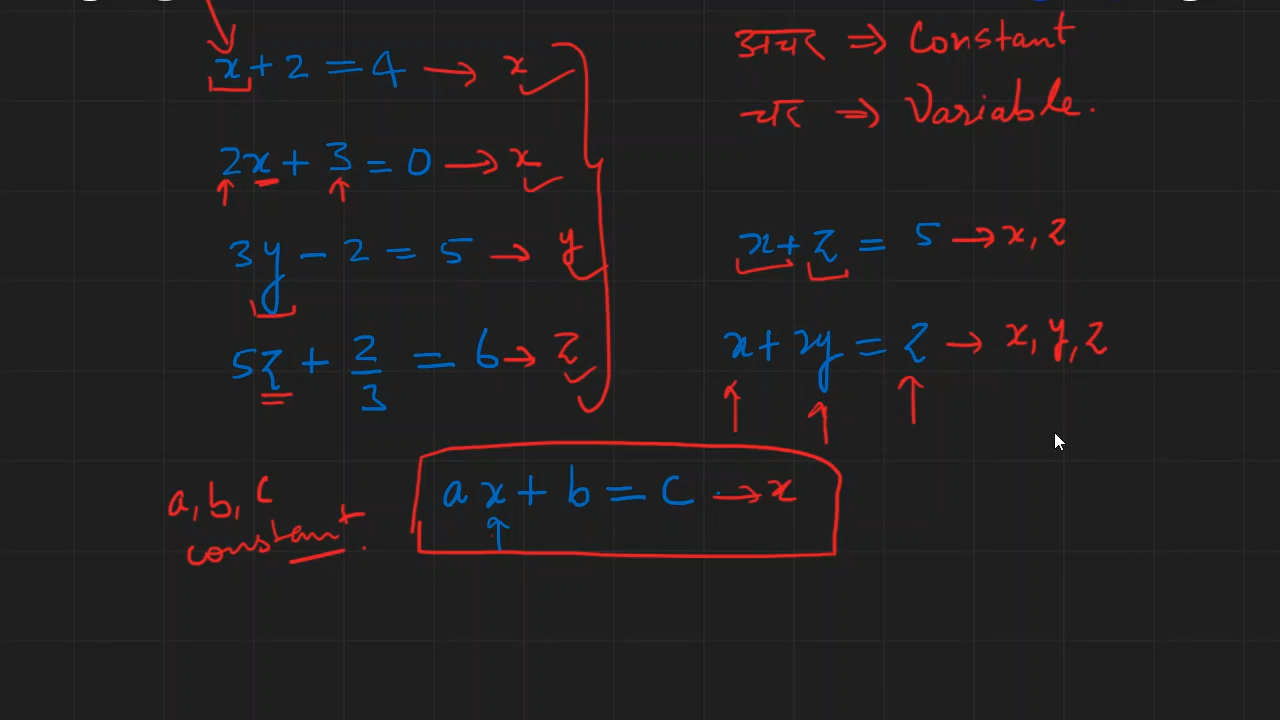 x + 2 = 4 → x
2x + 3 = 0 → x
3y - 2 = 5 → y
5z + 2/3 = 6 → z
अचर ⇒ Constant
चर ⇒ Variable.
x + z = 5 → x, z
x + 2y = z → x, y, z
a, b, c
constant.
ax + b = c → x